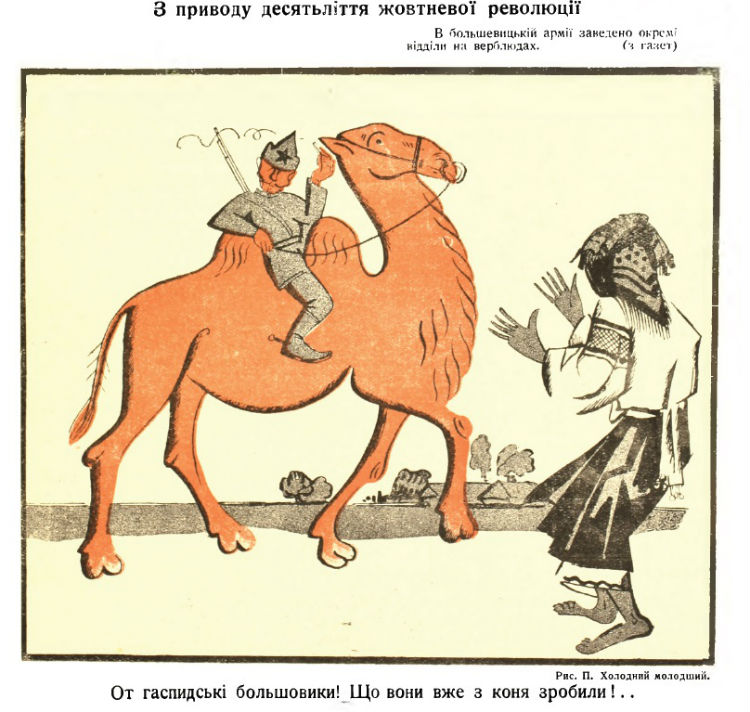 З приводу десятьліття жовтневої революції
В большевицькій армії заведено окремі
відділи на верблюдах. (з газет)
Рис. П. Холодний молодший.
От гаспидські большовики! Що вони вже з коня зробили!..